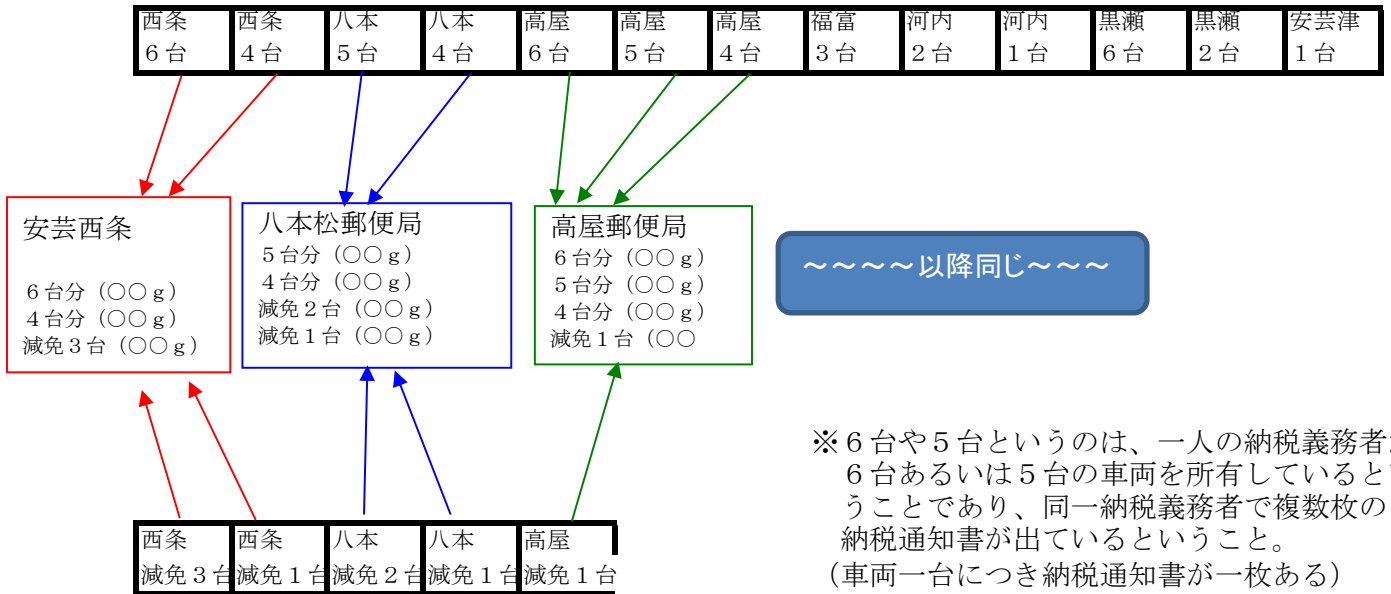 西条 西条 八本 八本 高屋 高屋 高屋 福富 河内 河内 黒瀬 黒瀬 安芸津
6台 4台 5台 4台 6台 5台 4台 3台 2台 1台 6台 2台 1台
安芸西条
6台分(○○g)
4台分(○○g)
減免3台(○○g)
八本松郵便局
5台分(○○g)
4台分(○○g)
減免2台(○○g)
減免1台(○○g)
高屋郵便局
6台分(○○g)
5台分(○○g)
4台分(○○g)
減免1台(○○
~~~~以降同じ~~~
※6台や5台というのは、一人の納税義務者
6台あるいは5台の車両を所有していると
うことであり、同一納税義務者で複数枚の
納税通知書が出ているということ。
(車両一台につき納税通知書が一枚ある)
西条 西条 八本 八本 高屋
減免3台 減免1台 減免2台 減免1台 減免1台